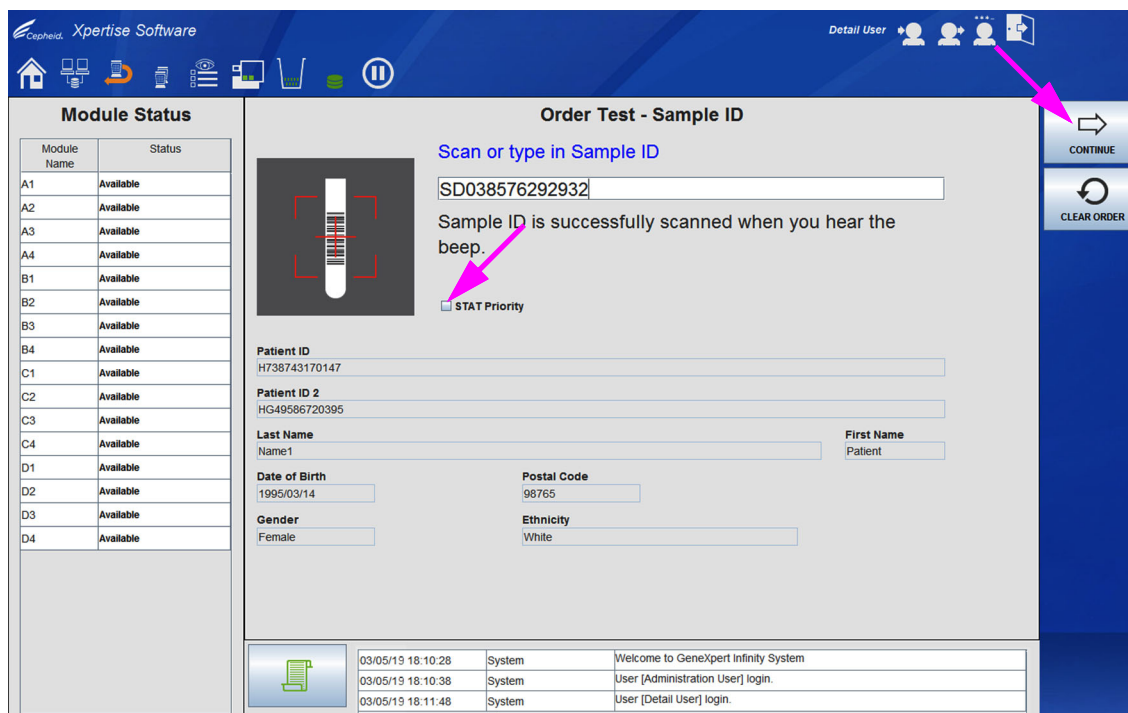 Cepheid. Xpertise Software
Detail User
Module Status
Module Name Status
A1 Available
A2 Available
A3 Available
A4 Available
B1 Available
B2 Available
B3 Available
B4 Available
C1 Available
C2 Available
C3 Available
C4 Available
D1 Available
D2 Available
D3 Available
D4 Available
Order Test - Sample ID
Scan or type in Sample ID
SD038576292932
Sample ID is successfully scanned when you hear the
beep.
STAT Priority
Patient ID
H738743170147
Patient ID 2
HG49586720395
Last Name First Name
Name1 Patient
Date of Birth Postal Code
1995/03/14 98765
Gender Ethnicity
Female White
CONTINUE
CLEAR ORDER
03/05/19 18:10:28 System Welcome to GeneXpert Infinity System
03/05/19 18:10:38 System User [Administration User] login.
03/05/19 18:11:48 System User [Detail User] login.